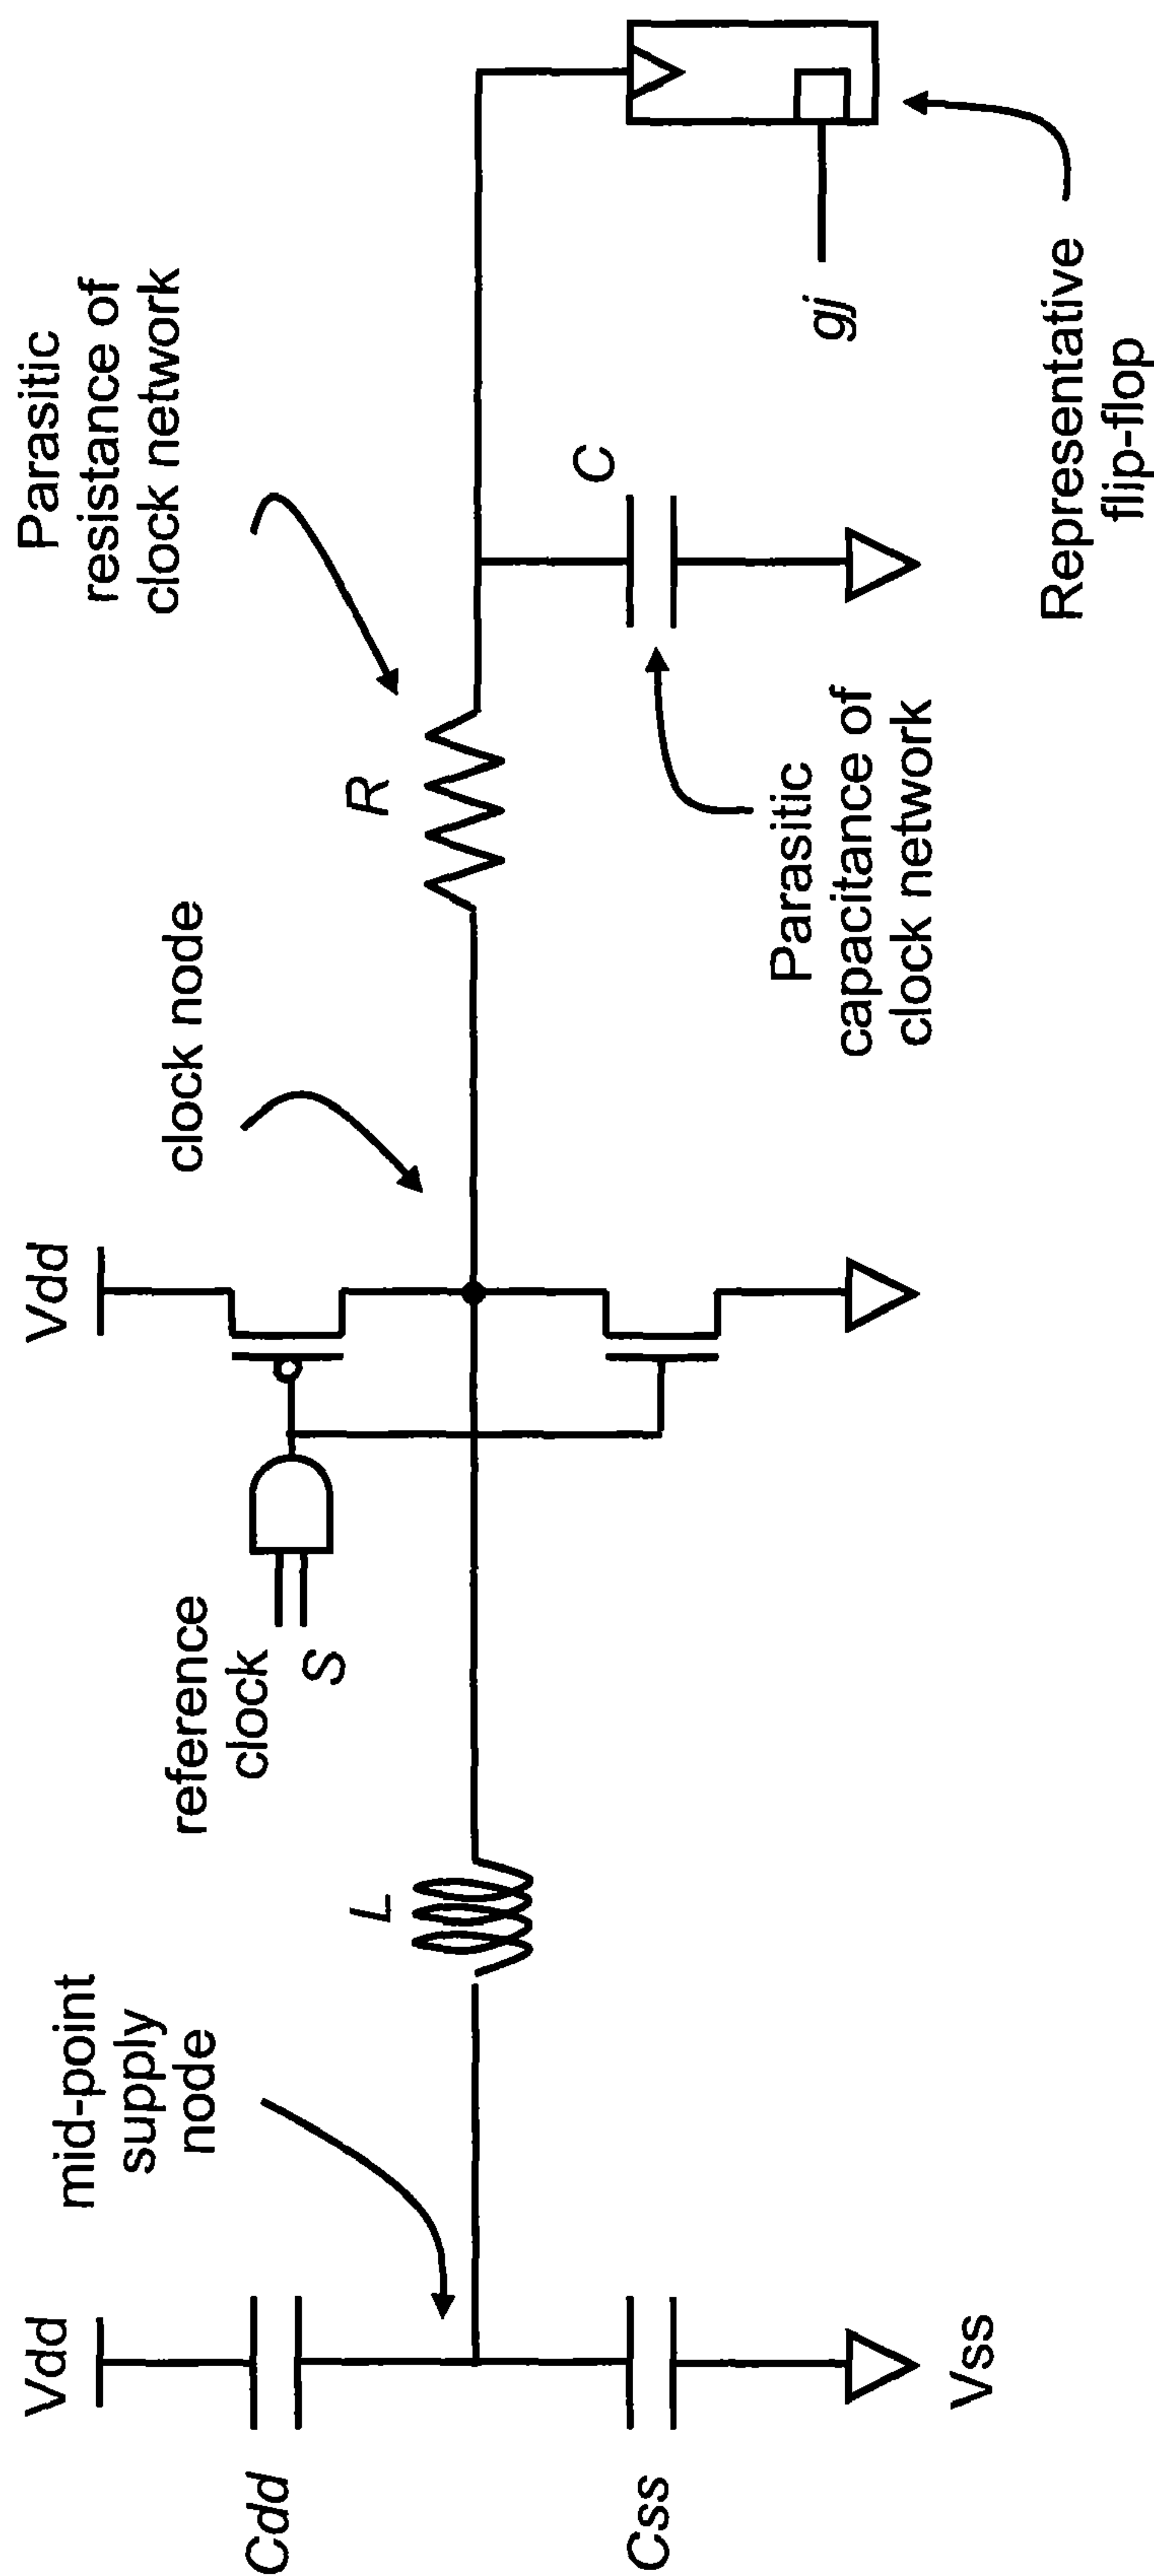 Vdd
Cdd
Css
Vss
mid-point
supply
node
L
reference
clock
S
Vdd
clock node
R
Parasitic
resistance of
clock network
Parasitic
capacitance of
clock network
C
gj
Representative
flip-flop